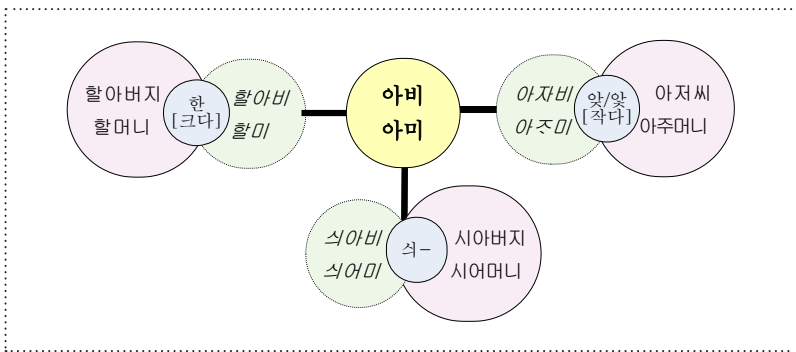 할아버지
할머니
한
[크다]
할아비
할미
아비
아미
아자비
아조미
앚/앛
[작다]
아저씨
아주머니
싀아비
싀어미
싀-
시아버지
시어머니